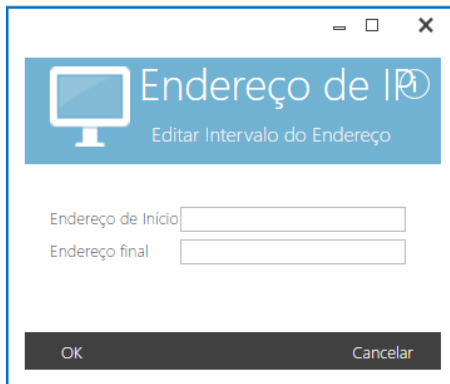 Endereço de IP
Editar Intervalo do Endereço
Endereço de Início
Endereço final
OK
Cancelar